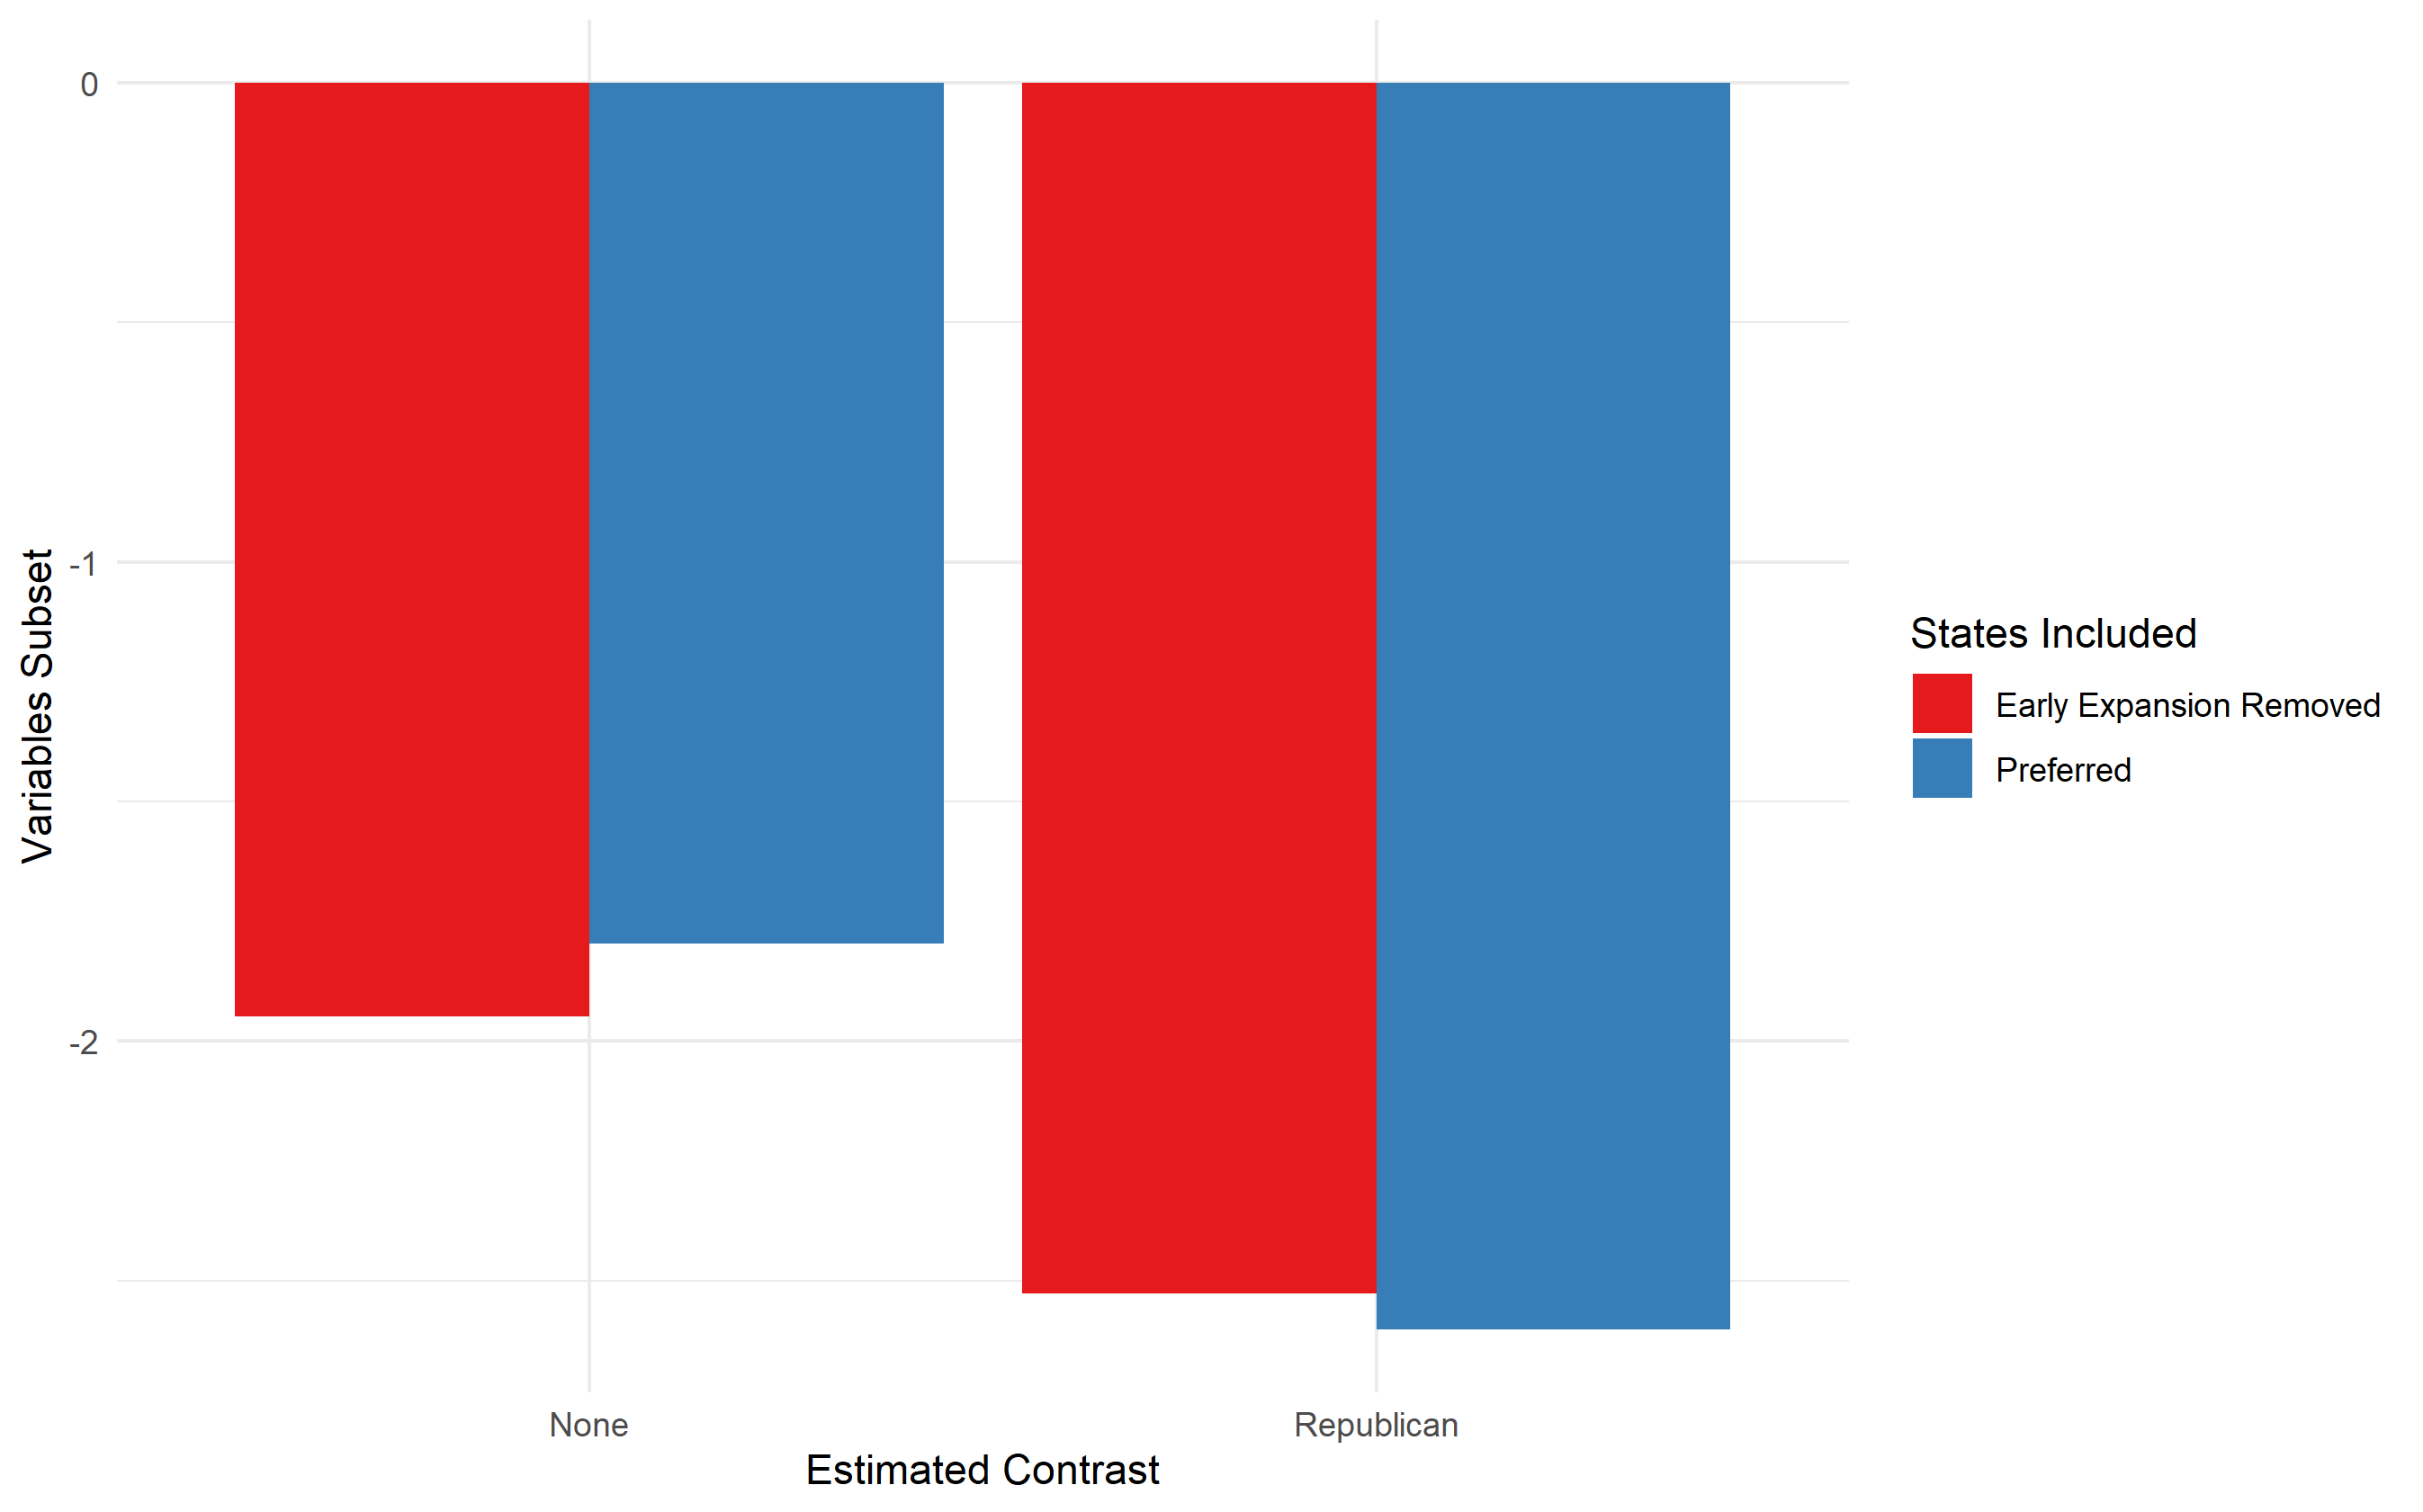 0
-1
-2
Variables Subset
None
Republican
Estimated Contrast
States Included
Early Expansion Removed
Preferred